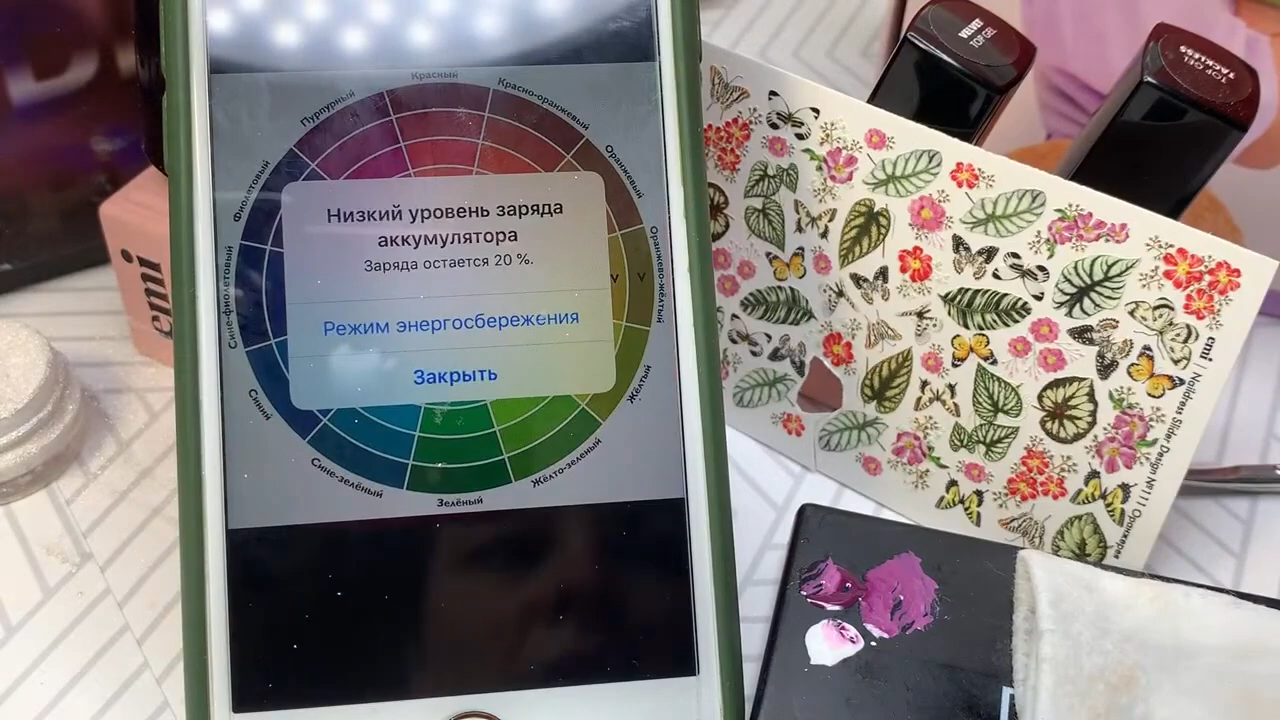 Красный
Красно-оранжевый
Оранжевый
Оранжево-жёлтый
Жёлтый
Жёлто-зеленый
Зелёный
Сине-зелёный
Синий
Сине-фиолетовый
Фиолетовый
Пурпурный
Низкий уровень заряда
аккумулятора
Заряда остается 20 %.
Режим энергосбережения
Закрыть
emi
VELVET
TOP GEL
TOP GEL
TACKLESS
emi | Naildress Slider Design №111 Оранжерея